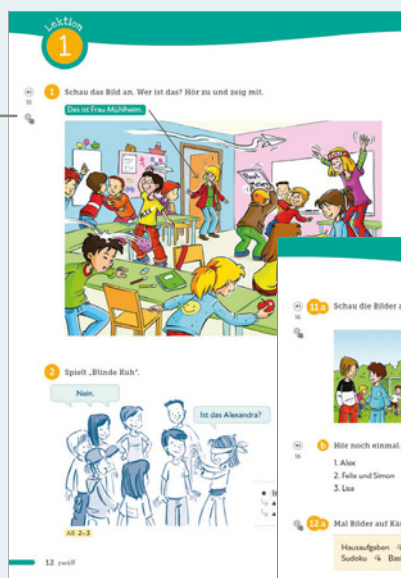 Lektion
1
10
1 Schau das Bild an. Wer ist das? Hör zu und zeig mit.
Das ist Frau Mühlheim.
2 Spielt „Blinde Kuh“.
Nein.
Ist das Alexandra?
AB 2–3
12 zwölf
16
11 a Schau die Bilder a
16
b Hör noch einmal.
1. Alex
2. Felix und Simon
3. Lisa
12 a Mal Bilder auf Kä
Hausaufgaben
Sudoku